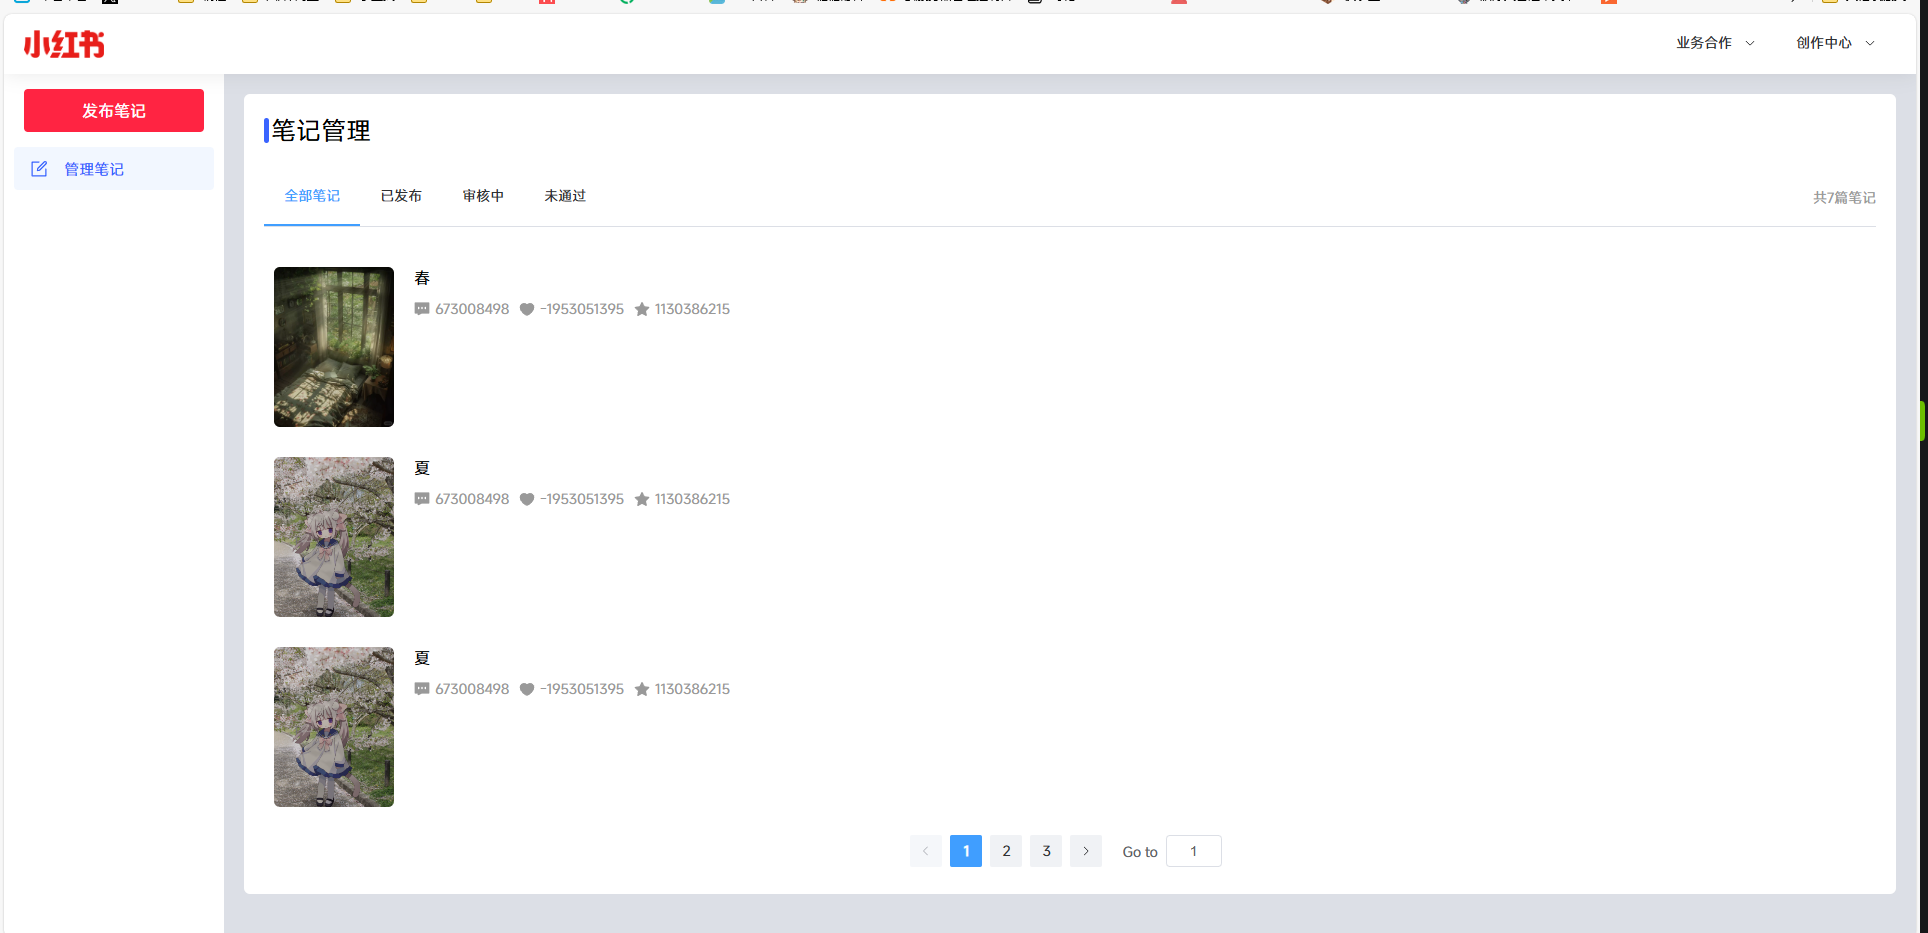 小红书
业务合作
创作中心
发布笔记
管理笔记
笔记管理
全部笔记 已发布 审核中 未通过
共7篇笔记
春
673008498 -1953051395 1130386215
夏
673008498 -1953051395 1130386215
夏
673008498 -1953051395 1130386215
1 2 3 Go to 1